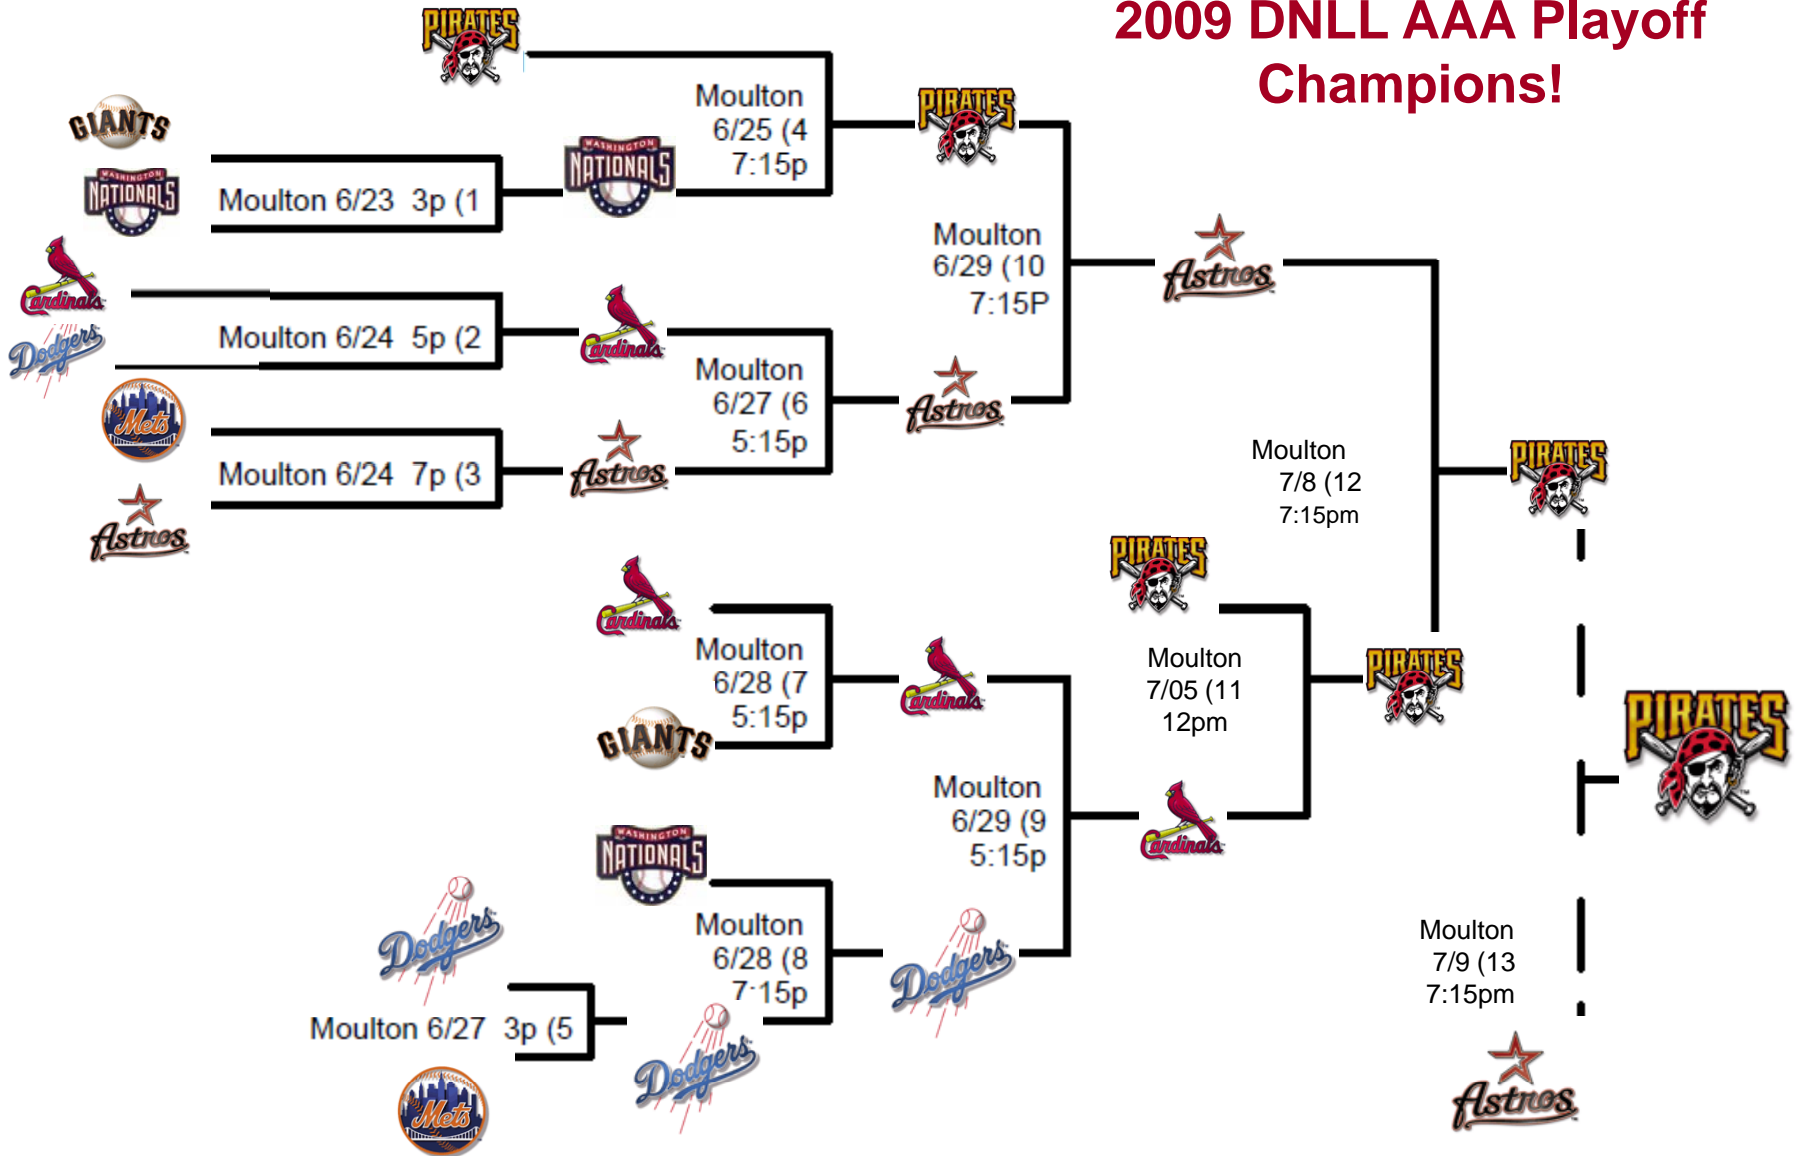 2009 DNLL AAA Playoff
Champions!
PIRATES
GIANTS
WASHINGTON
NATIONALS
Moulton 6/23 3p (1
WASHINGTON
NATIONALS
Moulton
6/25 (4
7:15p
PIRATES
Cardinals
Dodgers
Moulton 6/24 5p (2
Cardinals
Mets
Astros
Moulton 6/24 7p (3
Astros
Moulton
6/27 (6
5:15p
Astros
Moulton
6/29 (10
7:15P
Astros
Cardinals
GIANTS
Moulton
6/28 (7
5:15p
Cardinals
WASHINGTON
NATIONALS
Dodgers
Mets
Moulton 6/27 3p (5
Dodgers
Moulton
6/28 (8
7:15p
Dodgers
Moulton
6/29 (9
5:15p
Cardinals
PIRATES
Moulton
7/05 (11
12pm
PIRATES
Moulton
7/8 (12
7:15pm
PIRATES
Moulton
7/9 (13
7:15pm
Astros
PIRATES